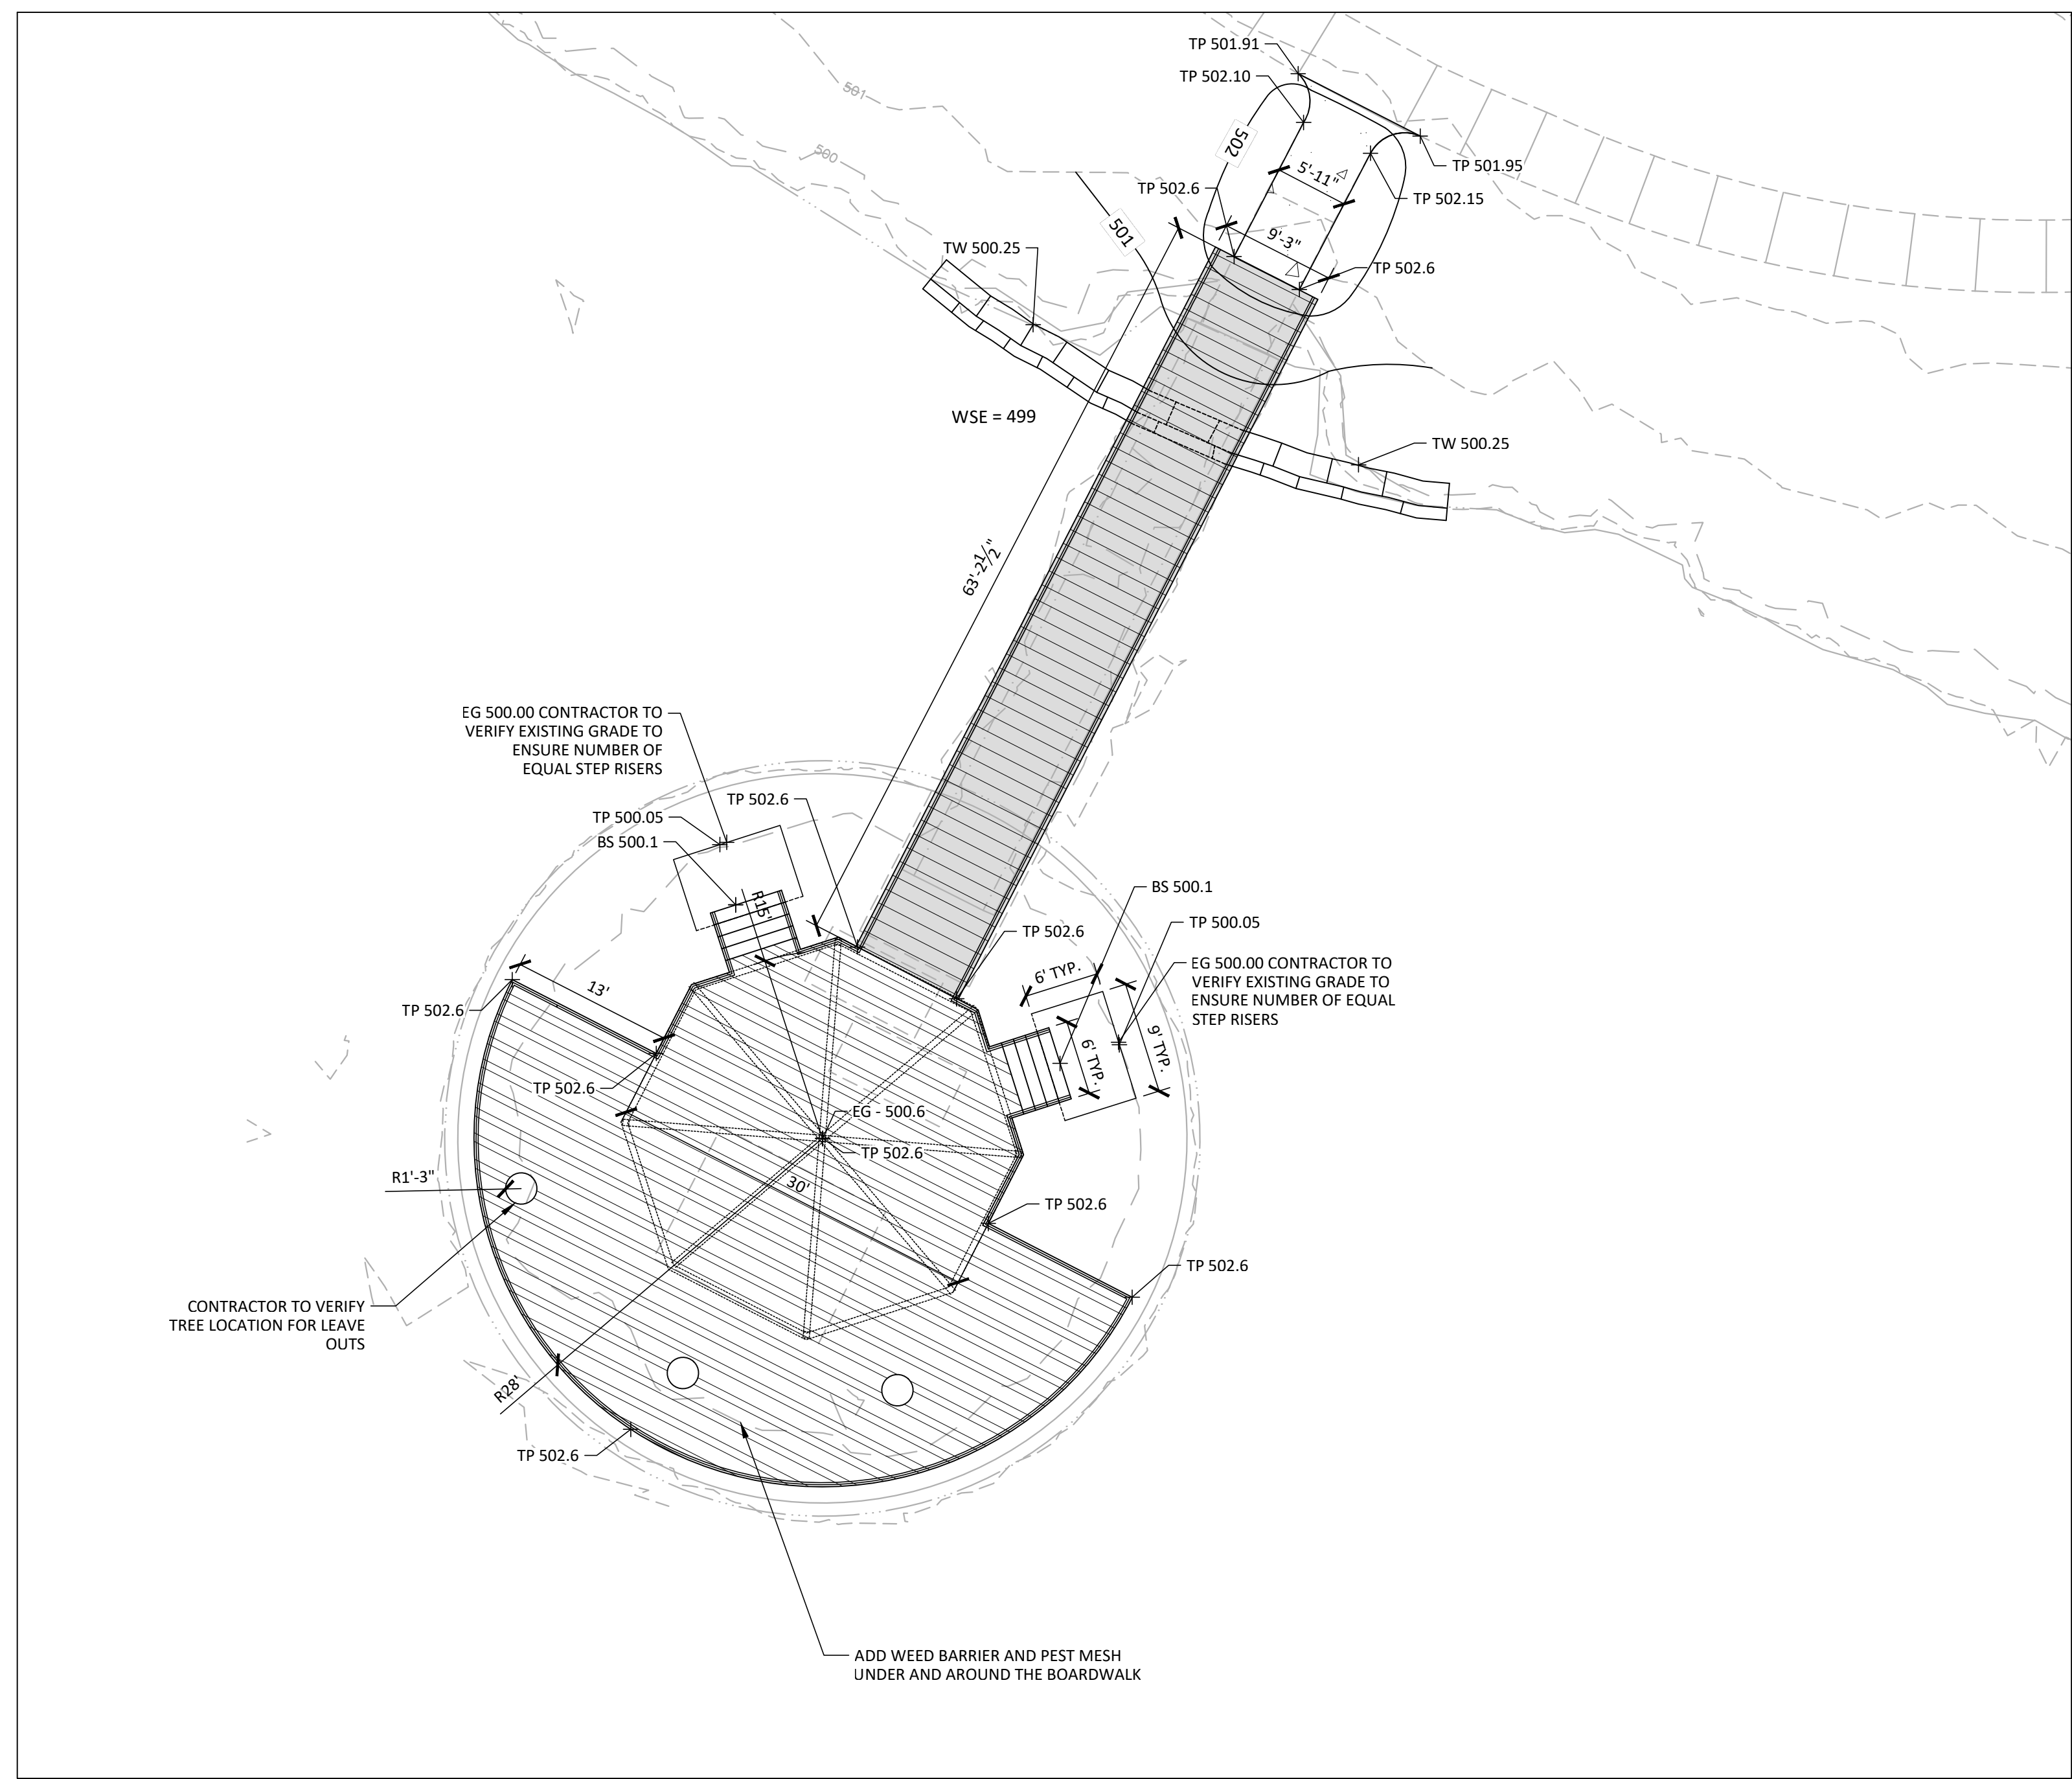 TP 501.91
TP 502.10
501
502
500
TP 501.95
5'-11"
TP 502.6
TP 502.15
501
9'-3"
TW 500.25
TP 502.6
WSE = 499
TW 500.25
63'-2 1/2"
EG 500.00 CONTRACTOR TO
VERIFY EXISTING GRADE TO
ENSURE NUMBER OF
EQUAL STEP RISERS
TP 502.6
TP 500.05
BS 500.1
R15'
BS 500.1
TP 500.05
TP 502.6
EG 500.00 CONTRACTOR TO
VERIFY EXISTING GRADE TO
ENSURE NUMBER OF EQUAL
STEP RISERS
6' TYP.
13'
TP 502.6
9' TYP.
6' TYP.
TP 502.6
EG - 500.6
TP 502.6
R1'-3"
30'
TP 502.6
TP 502.6
CONTRACTOR TO VERIFY
TREE LOCATION FOR LEAVE
OUTS
R28'
TP 502.6
ADD WEED BARRIER AND PEST MESH
UNDER AND AROUND THE BOARDWALK